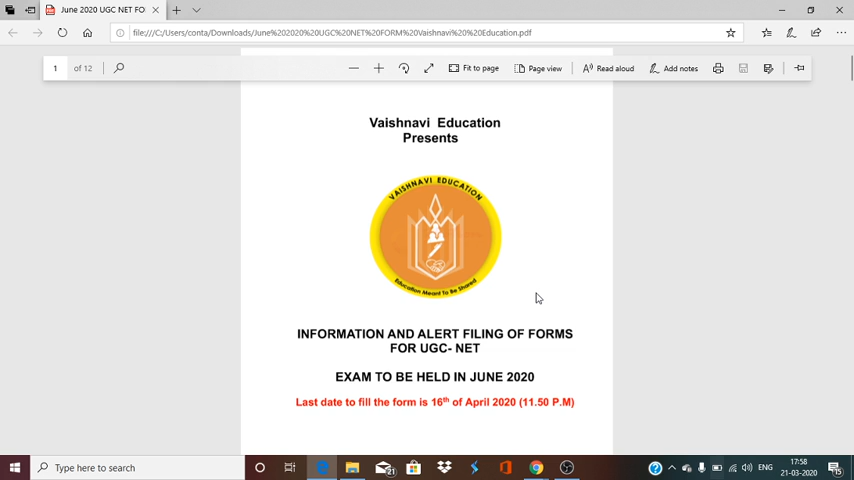 June 2020 UGC NET FO
file:///C:/Users/conta/Downloads/June%202020%20UGC%20NET%20FORM%20Vaishnavi%20%20Education.pdf
1 of 12
Fit to page
Page view
Read aloud
Add notes
Vaishnavi Education
Presents
VAISHNAVI EDUCATION
Education Meant To Be Shared
INFORMATION AND ALERT FILING OF FORMS
FOR UGC- NET
EXAM TO BE HELD IN JUNE 2020
Last date to fill the form is 16th of April 2020 (11.50 P.M)
Type here to search
21
ENG
17:58
21-03-2020
15